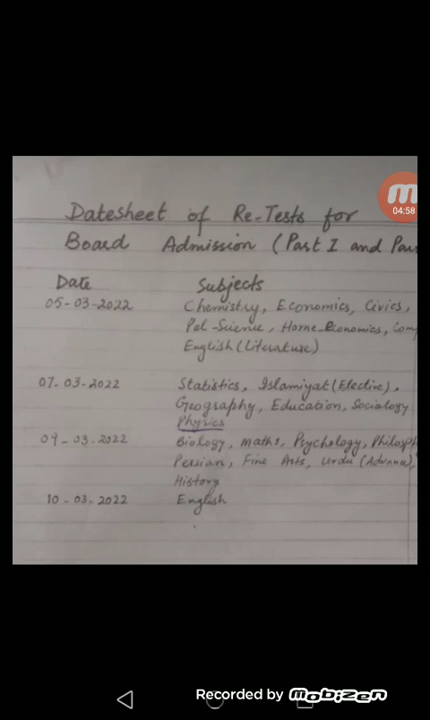 04:58
Datesheet of Re-Tests for
Board Admission (Part I and
Date Subjects
05-03-2022 Chemistry, Economics, Civics,
Pol-Science, Home-Economics,
English (Literature)
07-03-2022 Statistics, Islamiyat (Elective),
Geography, Education, Sociology
Physics
09-03-2022 Biology, maths, Psychology,
Persian, Fine Arts, Urdu (Advance),
History
10-03-2022 English
Recorded by Mobizen